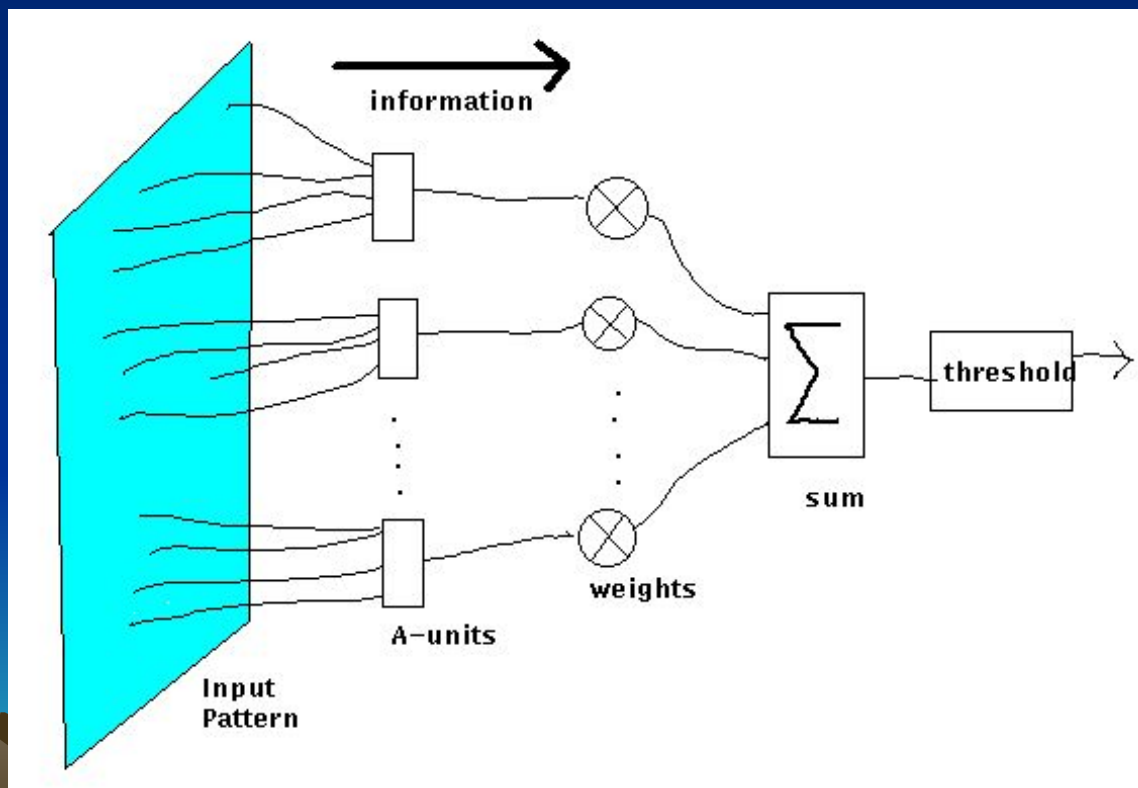 information
∑
threshold
sum
weights
A-units
Input
Pattern